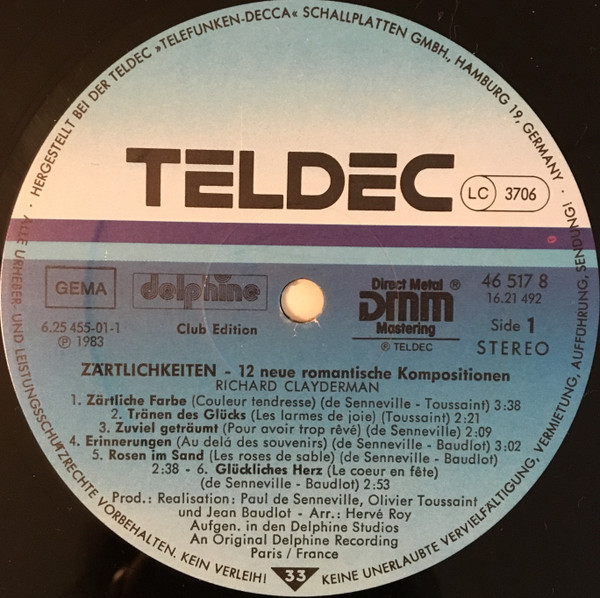 HERGESTELLT BEI DER TELDEC »TELEFUNKEN-DECCA« SCHALLPLATTEN GMBH., HAMBURG 19, GERMANY ·
TELDEC
LC 3706
GEMA
delphine
Direct Metal ®
DMM
Mastering
® TELDEC
46 517 8
16.21 492
6.25 455-01-1
Ⓟ 1983
Club Edition
Side 1
STEREO
ZÄRTLICHKEITEN - 12 neue romantische Kompositionen
RICHARD CLAYDERMAN
1. Zärtliche Farbe (Couleur tendresse) (de Senneville - Toussaint) 3:38
2. Tränen des Glücks (Les larmes de joie) (Toussaint) 2:21
3. Zuviel geträumt (Pour avoir trop rêvé) (de Senneville) 2:09
4. Erinnerungen (Au delá des souvenirs) (de Senneville - Baudlot) 3:02
5. Rosen im Sand (Les roses de sable) (de Senneville - Baudlot)
2:38 - 6. Glückliches Herz (Le coeur en fête)
(de Senneville - Baudlot) 2:53
Prod.: Realisation: Paul de Senneville, Olivier Toussaint
und Jean Baudlot - Arr.: Hervé Roy
Aufgen. in den Delphine Studios
An Original Delphine Recording
Paris / France
33
ALLE URHEBER- UND LEISTUNGSSCHUTZRECHTE VORBEHALTEN. KEIN VERLEIH! KEINE UNERLAUBTE VERVIELFÄLTIGUNG, VERMIETUNG, AUFFÜHRUNG, SENDUNG! ·